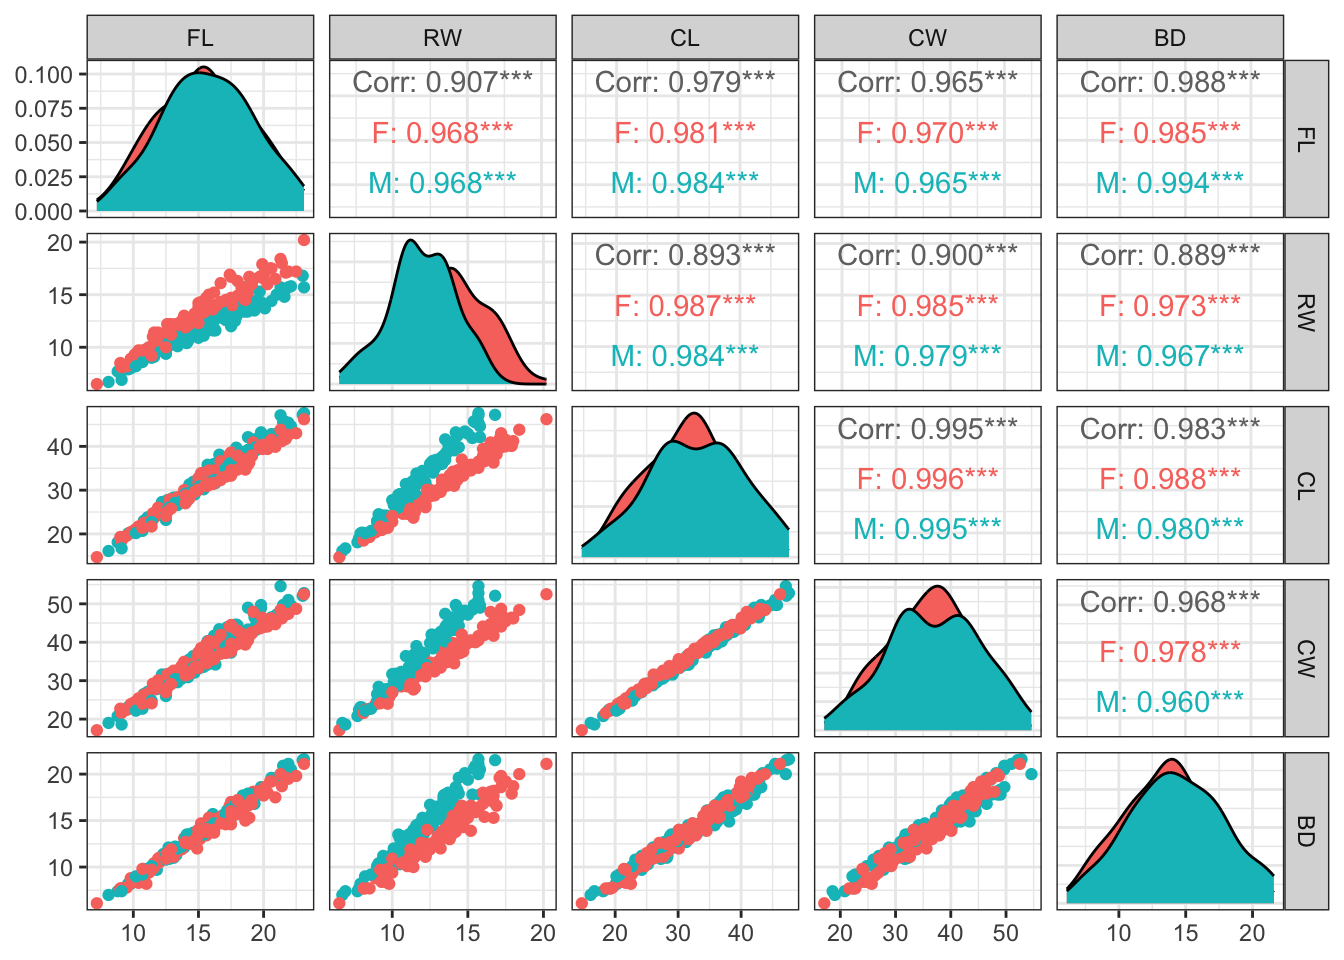 FL RW CL CW BD
0.100
0.075
0.050
0.025
0.000
Corr: 0.907***
F: 0.968***
M: 0.968***
Corr: 0.979***
F: 0.981***
M: 0.984***
Corr: 0.965***
F: 0.970***
M: 0.965***
Corr: 0.988***
F: 0.985***
M: 0.994***
FL
20
15
10
Corr: 0.893***
F: 0.987***
M: 0.984***
Corr: 0.900***
F: 0.985***
M: 0.979***
Corr: 0.889***
F: 0.973***
M: 0.967***
RW
40
30
20
Corr: 0.995***
F: 0.996***
M: 0.995***
Corr: 0.983***
F: 0.988***
M: 0.980***
CL
50
40
30
20
Corr: 0.968***
F: 0.978***
M: 0.960***
CW
20
15
10
BD
10 15 20
10 15 20
20 30 40
20 30 40 50
10 15 20